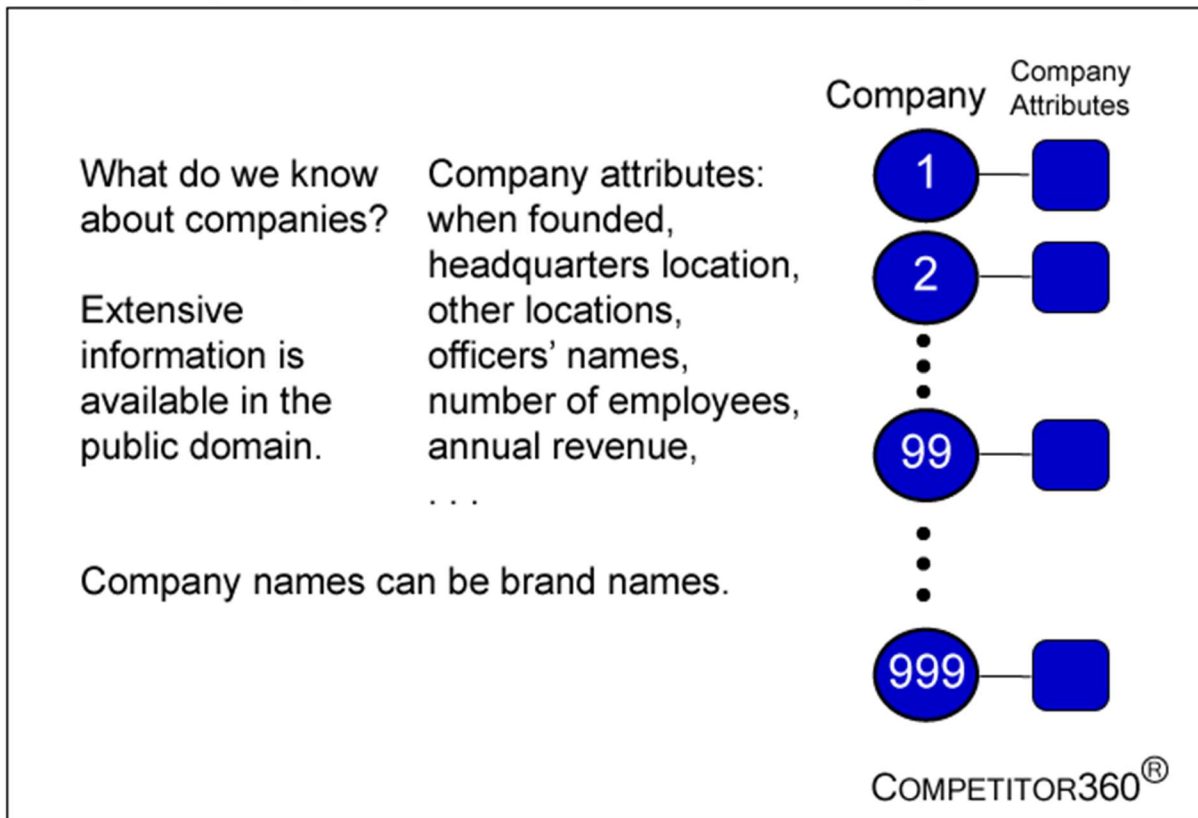 What do we know
about companies?
Extensive
information is
available in the
public domain.
Company attributes:
when founded,
headquarters location,
other locations,
officers’ names,
number of employees,
annual revenue,
. . .
Company names can be brand names.
Company
Company
Attributes
1
2
99
999
COMPETITOR360®